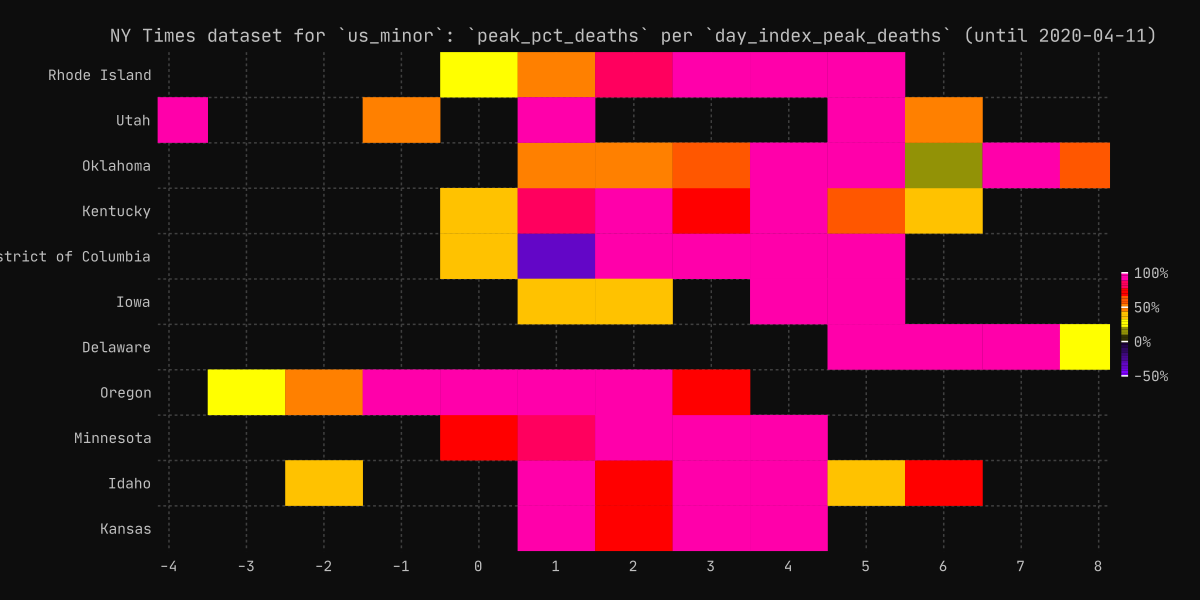 NY Times dataset for `us_minor`: `peak_pct_deaths` per `day_index_peak_deaths` (until 2020-04-11)
Rhode Island
Utah
Oklahoma
Kentucky
strict of Columbia
Iowa
Delaware
Oregon
Minnesota
Idaho
Kansas
100%
50%
0%
−50%
−4 −3 −2 −1 0 1 2 3 4 5 6 7 8